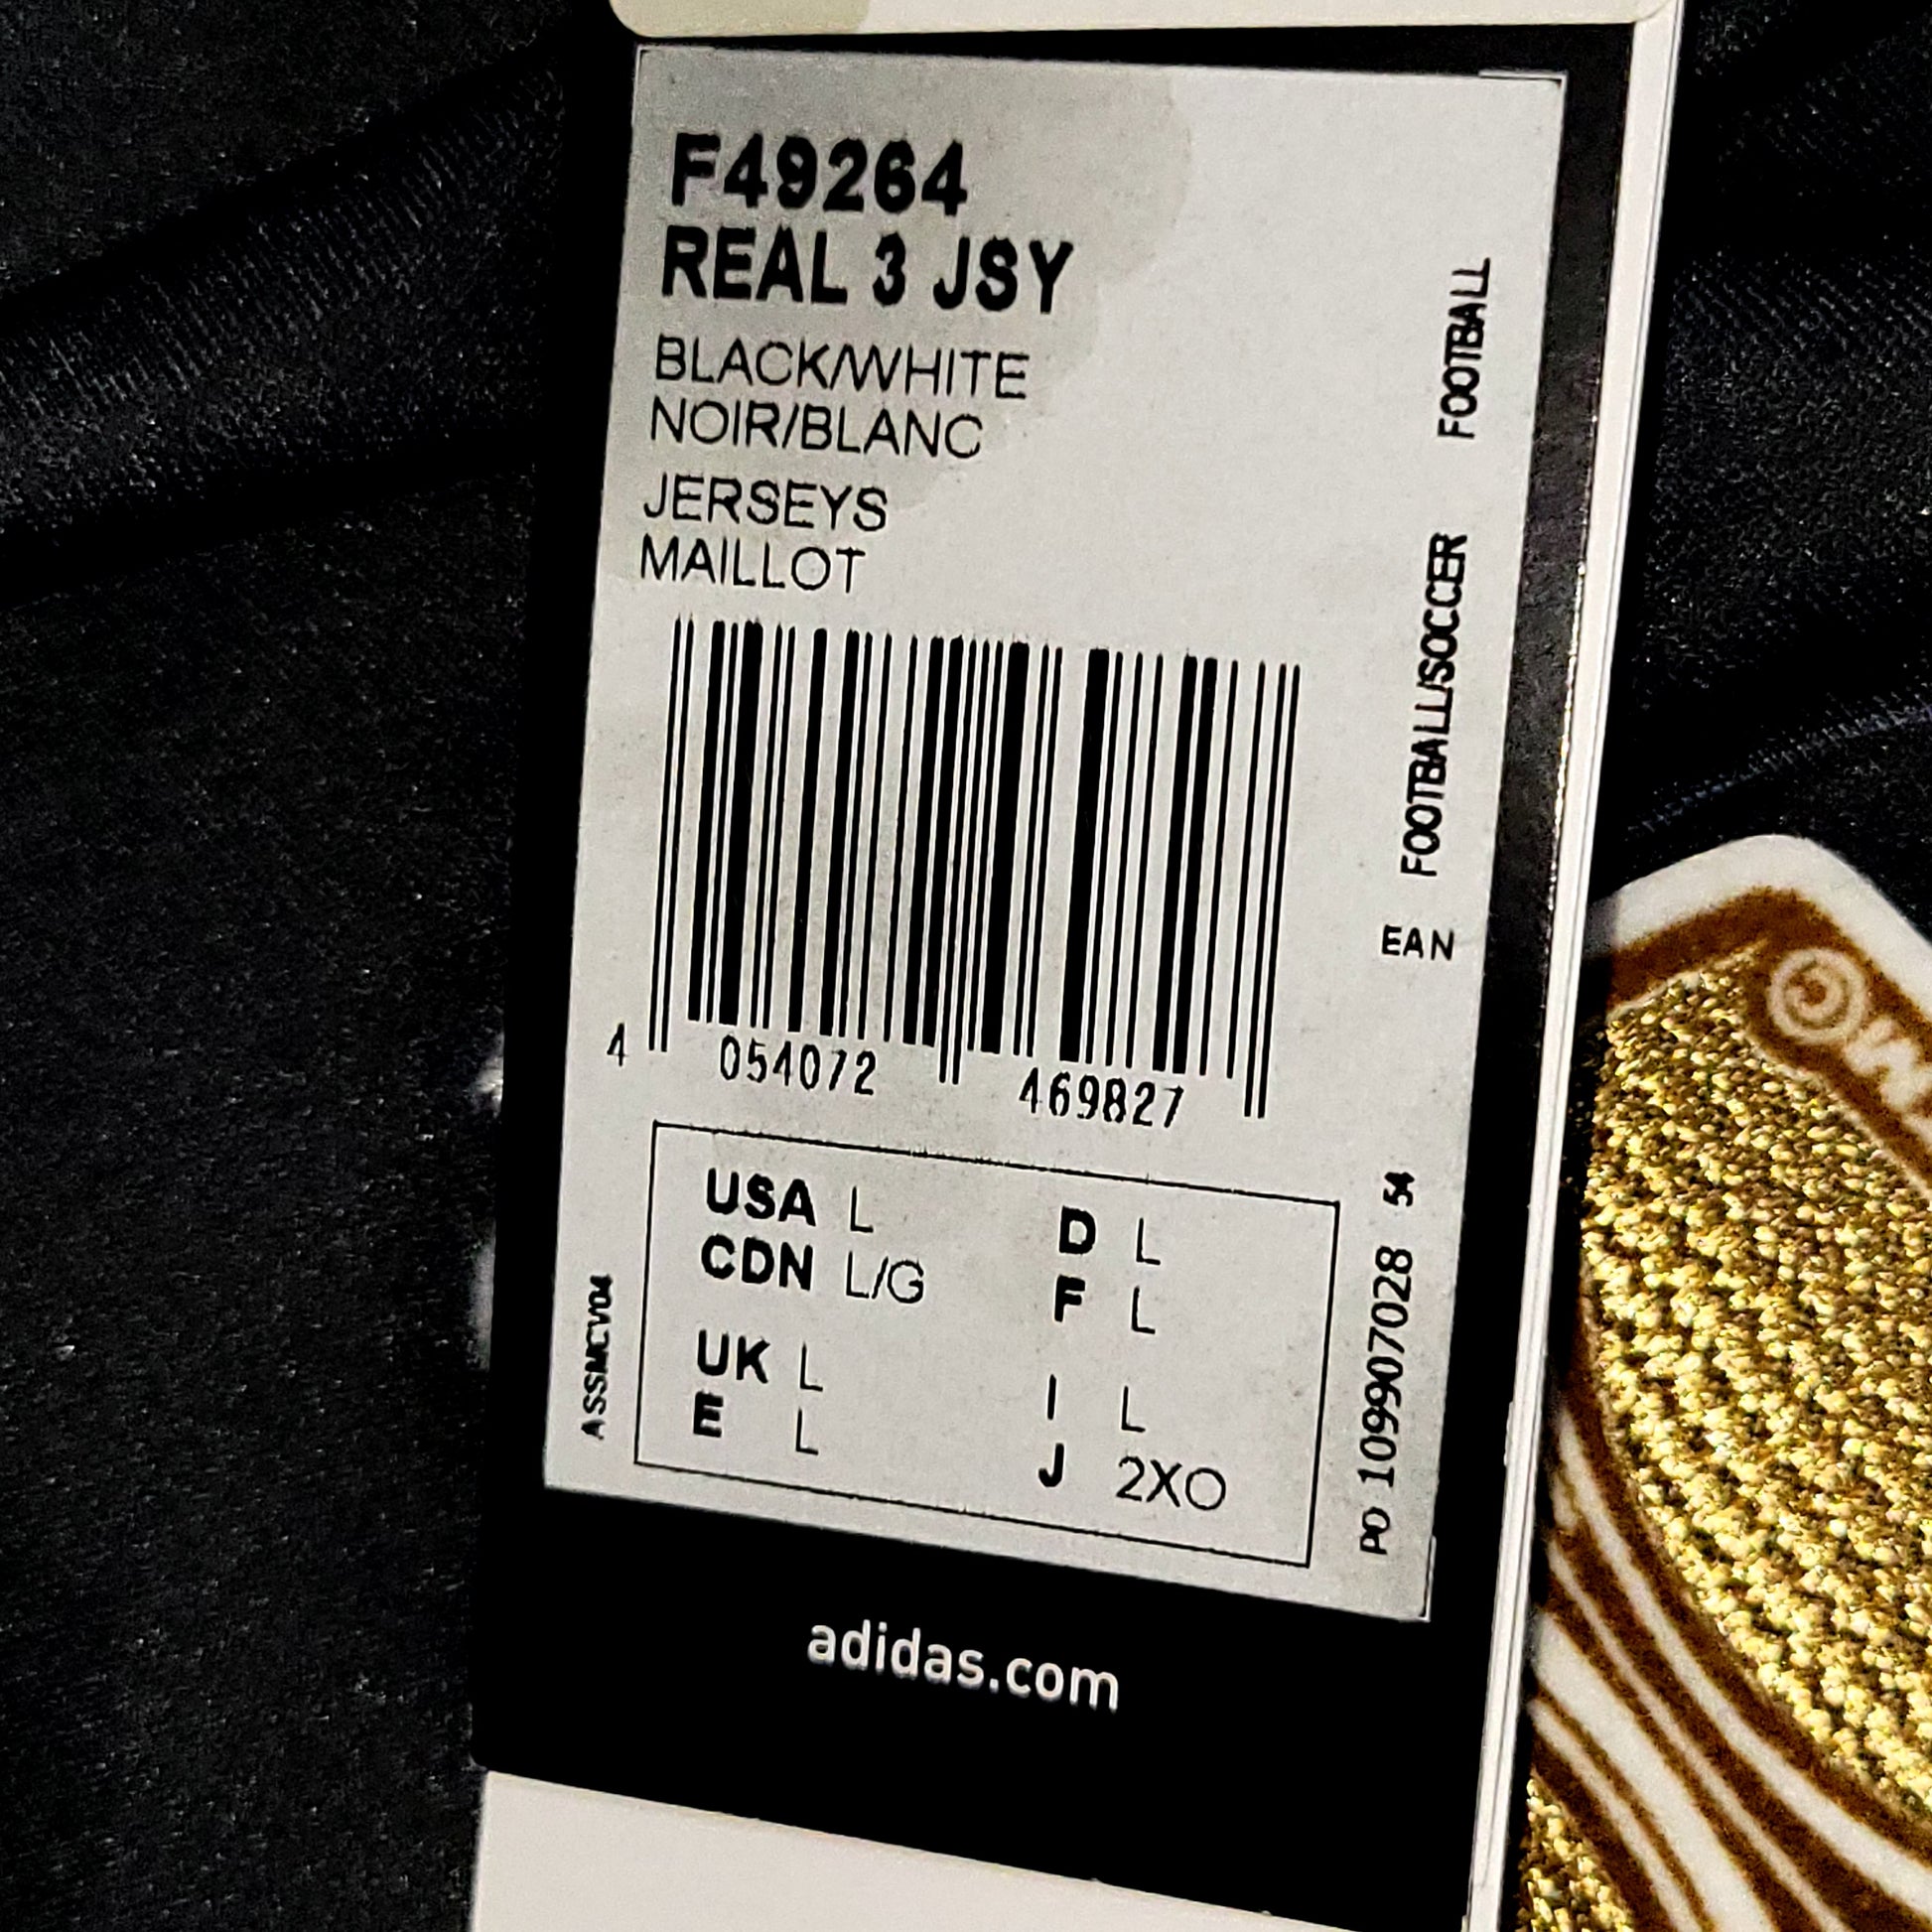 F49264
REAL 3 JSY
BLACK/WHITE
NOIR/BLANC
JERSEYS
MAILLOT
FOOTBALL
FOOTBALL/SOCCER
EAN
4 054072 469827
USA L
CDN L/G
UK L
E L
D L
F L
I L
J 2XO
ASSMCV04
PO 109907028 54
adidas.com